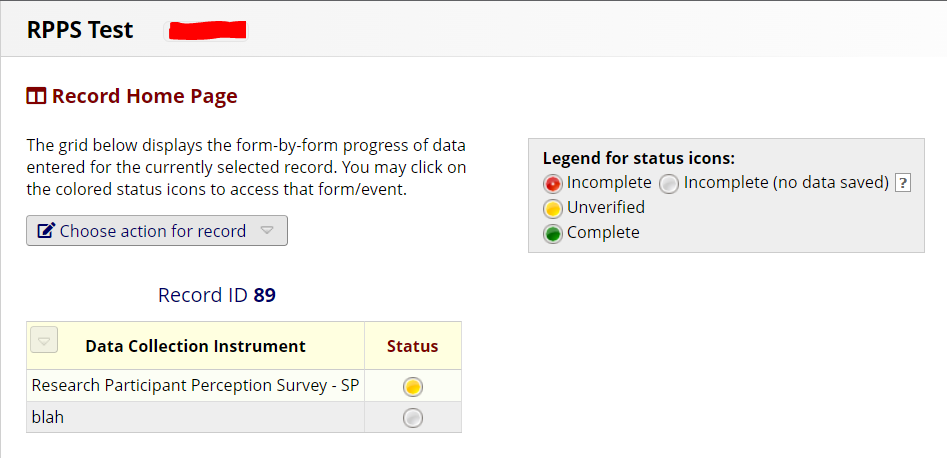 RPPS Test
Record Home Page
The grid below displays the form-by-form progress of data
entered for the currently selected record. You may click on
the colored status icons to access that form/event.
Choose action for record
Legend for status icons:
Incomplete Incomplete (no data saved) ?
Unverified
Complete
Record ID 89
Data Collection Instrument Status
Research Participant Perception Survey - SP
blah